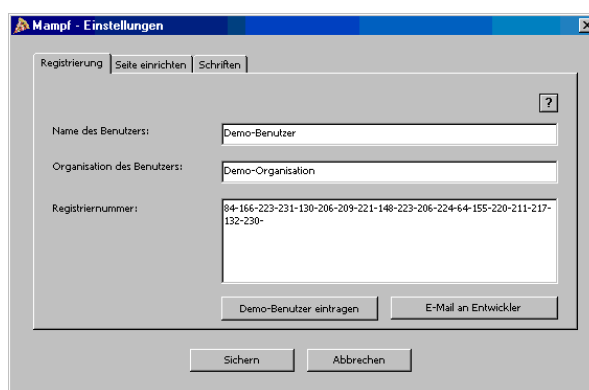 Mampf - Einstellungen
Registrierung Seite einrichten Schriften
?
Name des Benutzers: Demo-Benutzer
Organisation des Benutzers: Demo-Organisation
Registriernummer: 84-166-223-231-130-206-209-221-148-223-206-224-64-155-220-211-217-
132-230-
Demo-Benutzer eintragen E-Mail an Entwickler
Sichern Abbrechen